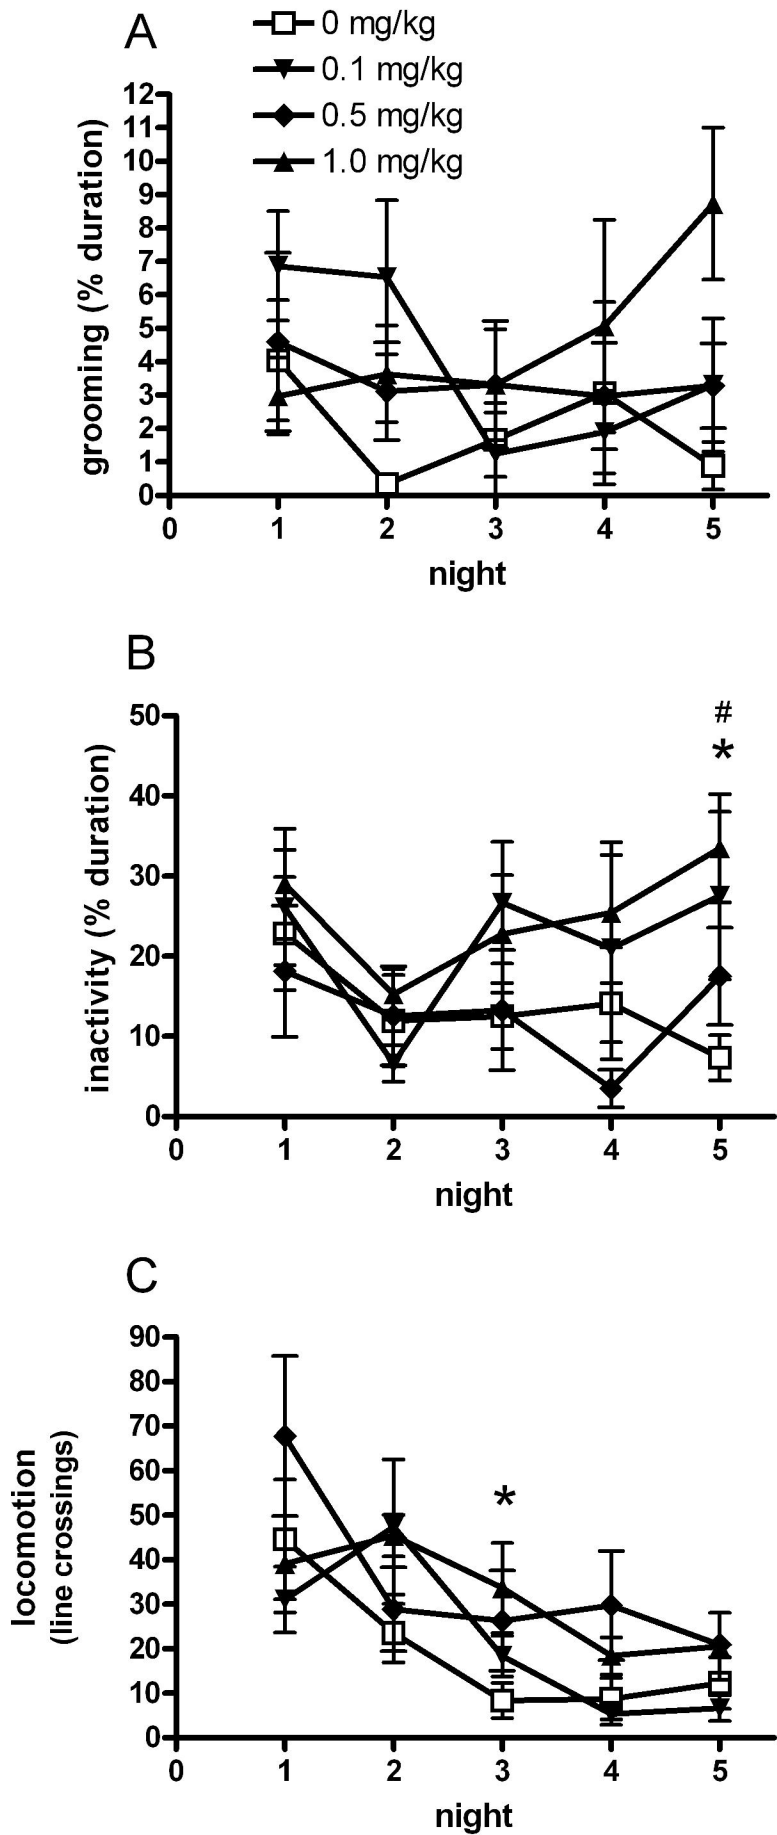 A
0 mg/kg
0.1 mg/kg
0.5 mg/kg
1.0 mg/kg
grooming (% duration)
12
11
10
9
8
7
6
5
4
3
2
1
0
0 1 2 3 4 5
night
B
#
*
inactivity (% duration)
50
40
30
20
10
0
0 1 2 3 4 5
night
C
*
locomotion
(line crossings)
90
80
70
60
50
40
30
20
10
0
0 1 2 3 4 5
night